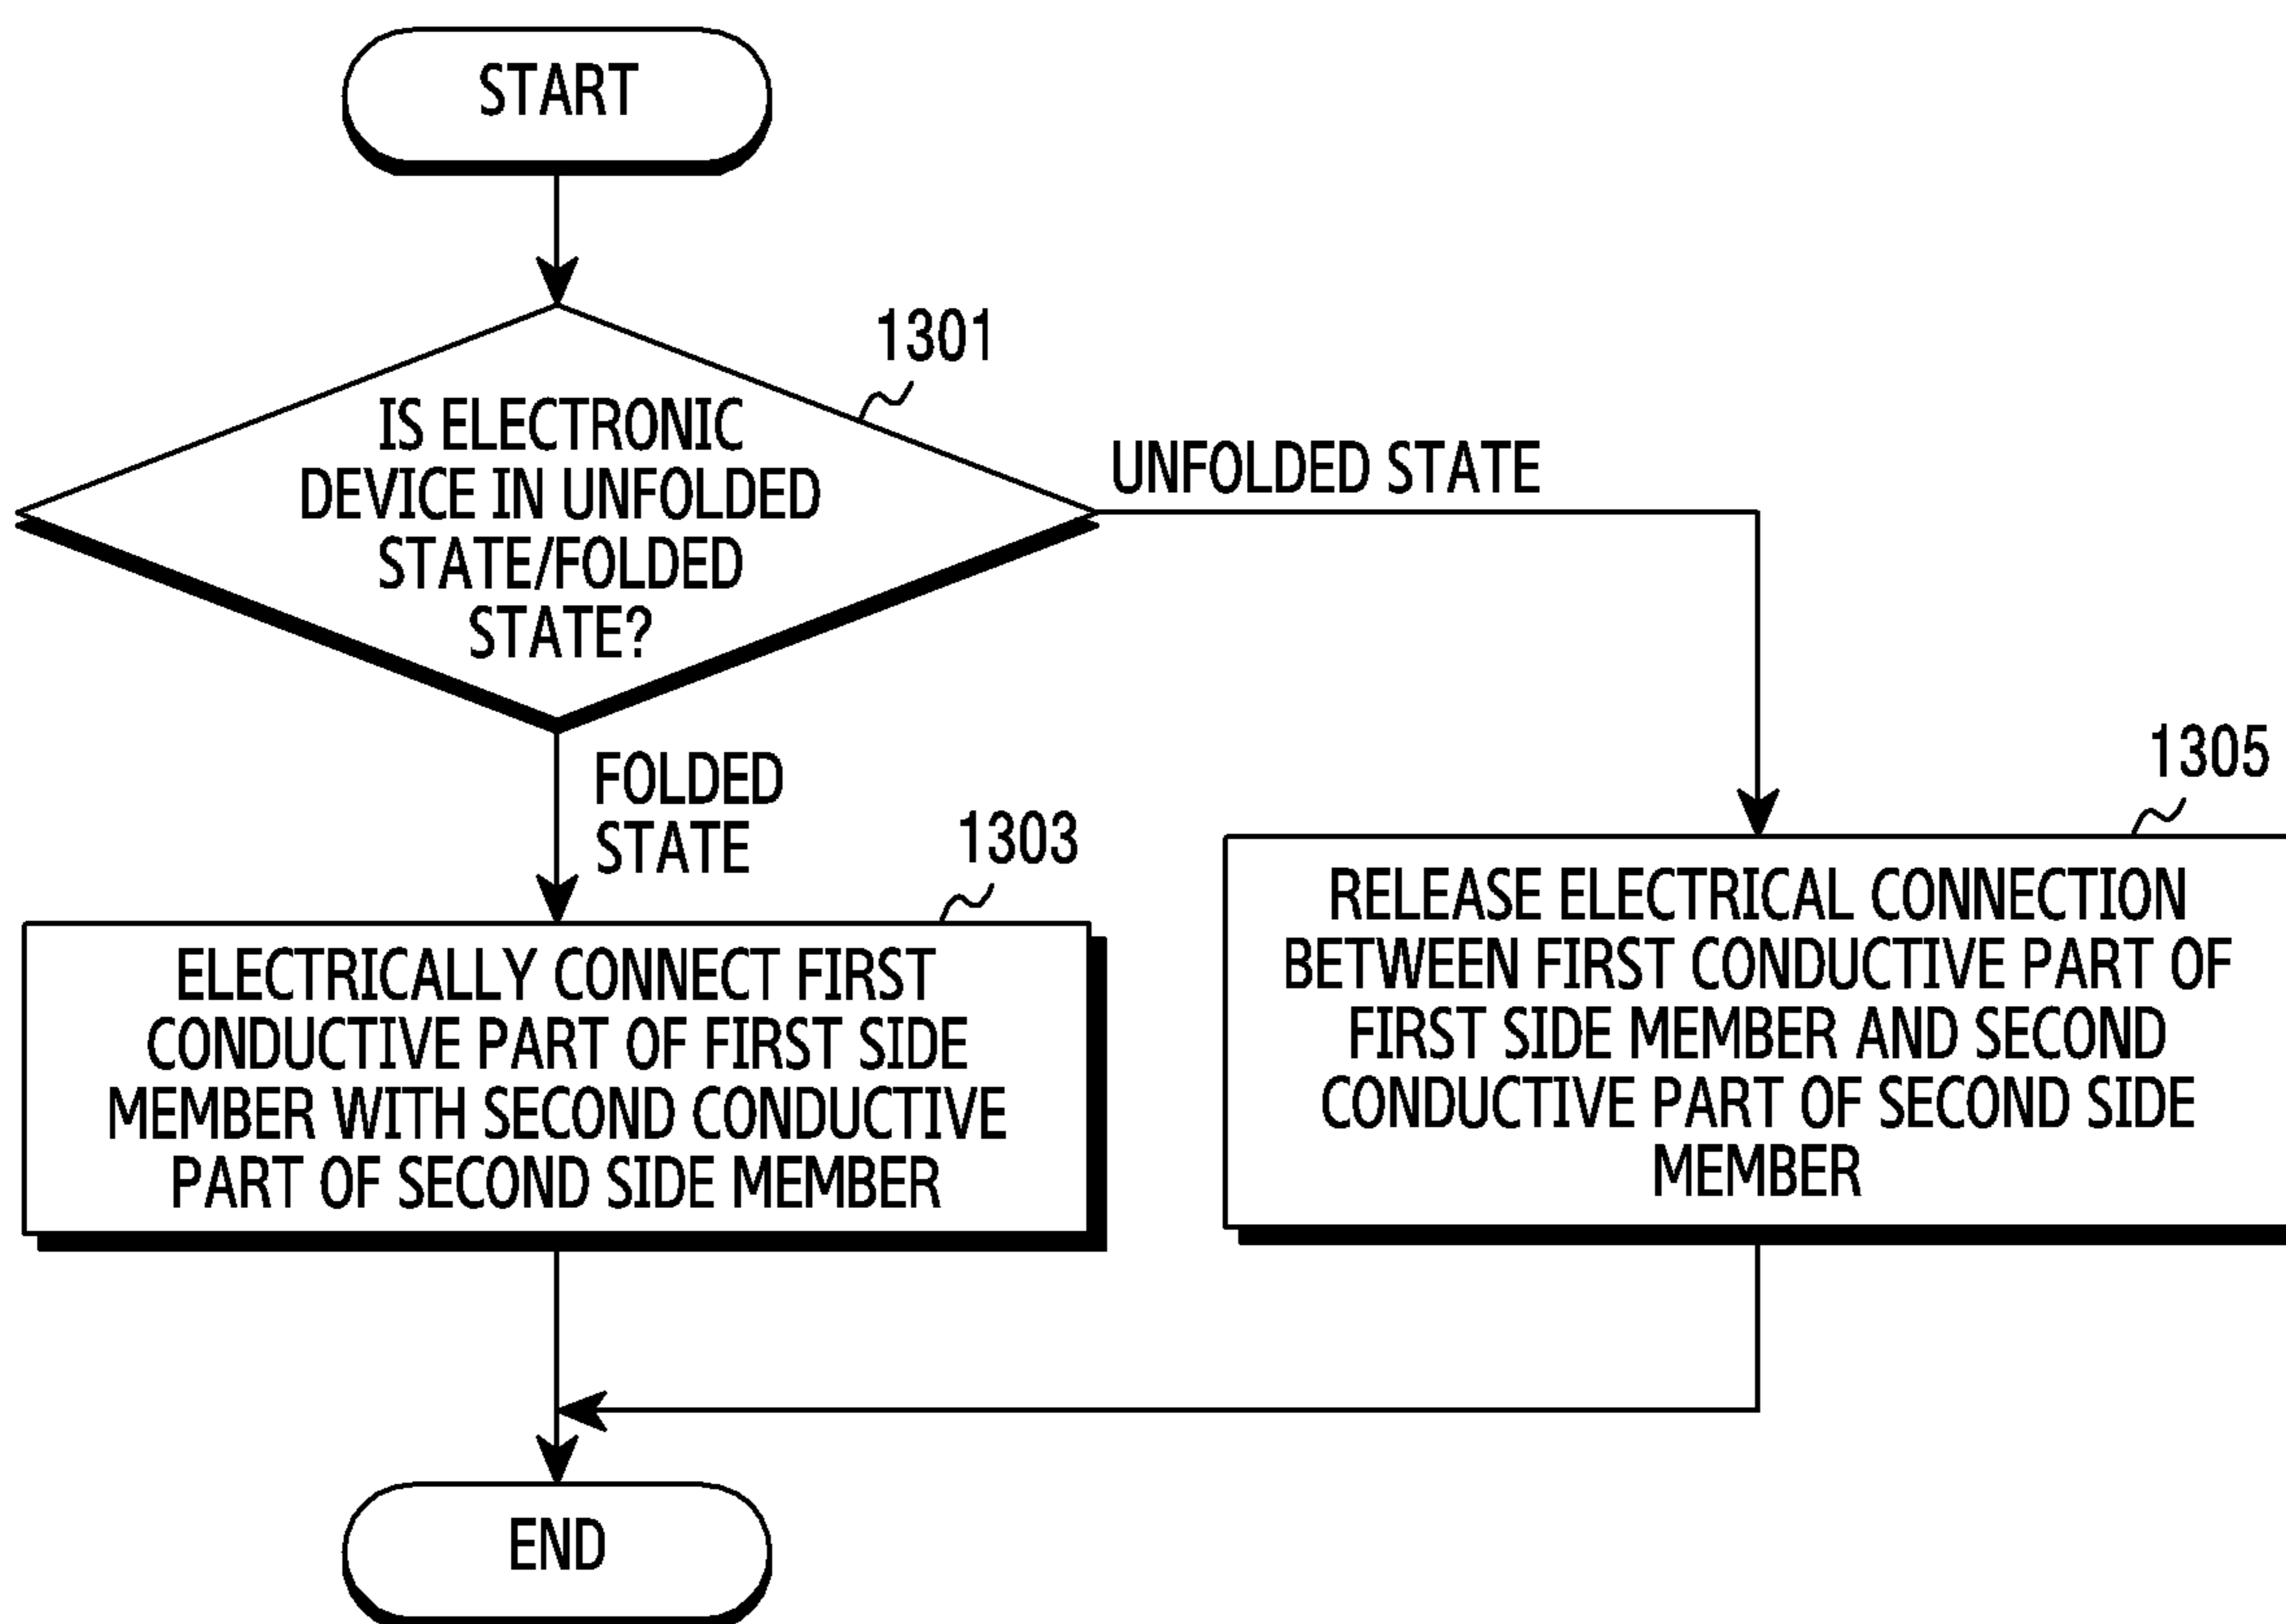 START
1301
IS ELECTRONIC
DEVICE IN UNFOLDED
STATE/FOLDED
STATE?
UNFOLDED STATE
FOLDED
STATE
1303
ELECTRICALLY CONNECT FIRST
CONDUCTIVE PART OF FIRST SIDE
MEMBER WITH SECOND CONDUCTIVE
PART OF SECOND SIDE MEMBER
1305
RELEASE ELECTRICAL CONNECTION
BETWEEN FIRST CONDUCTIVE PART OF
FIRST SIDE MEMBER AND SECOND
CONDUCTIVE PART OF SECOND SIDE
MEMBER
END